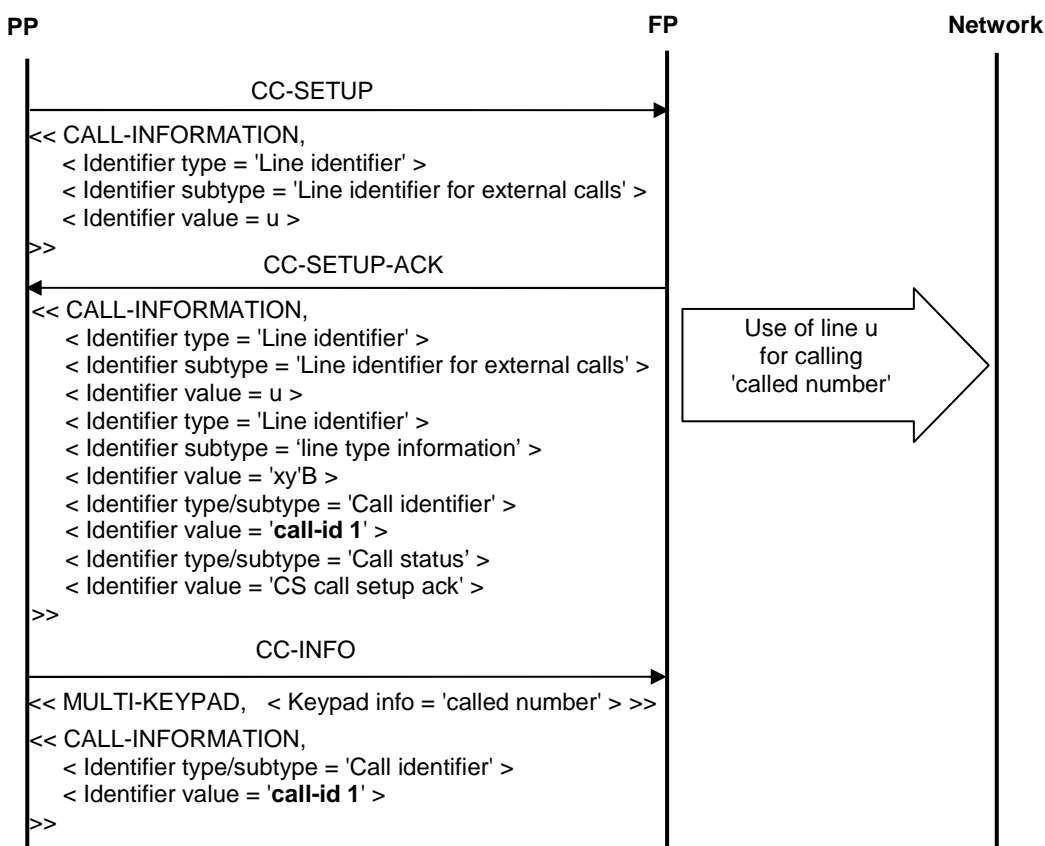 PP
FP
Network
CC-SETUP
<< CALL-INFORMATION,
< Identifier type = 'Line identifier' >
< Identifier subtype = 'Line identifier for external calls' >
< Identifier value = u >
>>
CC-SETUP-ACK
<< CALL-INFORMATION,
< Identifier type = 'Line identifier' >
< Identifier subtype = 'Line identifier for external calls' >
< Identifier value = u >
< Identifier type = 'Line identifier' >
< Identifier subtype = ‘line type information’ >
< Identifier value = 'xy'B >
< Identifier type/subtype = 'Call identifier' >
< Identifier value = 'call-id 1' >
< Identifier type/subtype = 'Call status’ >
< Identifier value = 'CS call setup ack' >
>>
Use of line u
for calling
'called number'
CC-INFO
<< MULTI-KEYPAD, < Keypad info = 'called number' > >>
<< CALL-INFORMATION,
< Identifier type/subtype = 'Call identifier' >
< Identifier value = 'call-id 1' >
>>